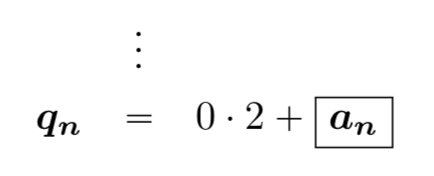 ⋮
qₙ = 0 · 2 + aₙ